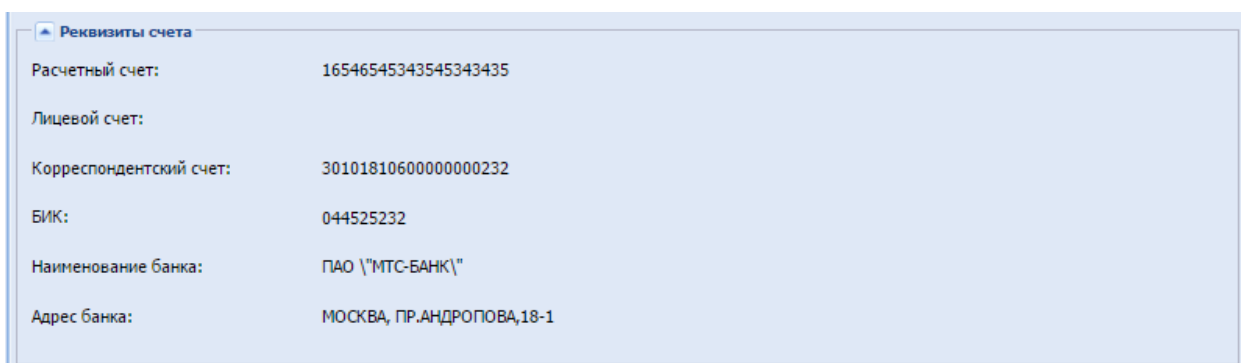 Реквизиты счета
Расчетный счет: 16546545343545343435
Лицевой счет:
Корреспондентский счет: 30101810600000000232
БИК: 044525232
Наименование банка: ПАО \"МТС-БАНК\"
Адрес банка: МОСКВА, ПР.АНДРОПОВА,18-1